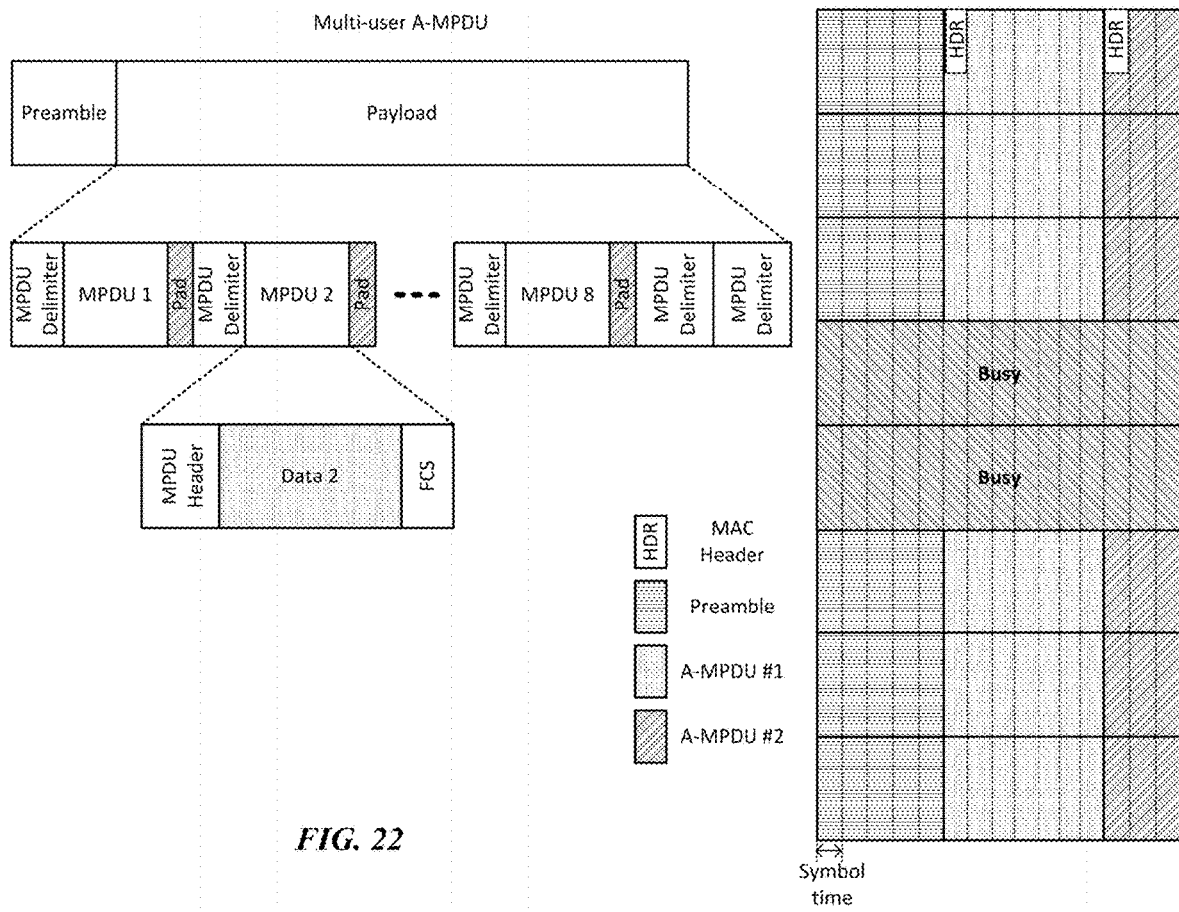 Multi-user A-MPDU
Preamble
Payload
MPDU
Delimiter
MPDU 1
Pad
MPDU
Delimiter
MPDU 2
Pad
MPDU
Delimiter
MPDU 8
Pad
MPDU
Delimiter
MPDU
Delimiter
MPDU
Header
Data 2
FCS
HDR
MAC
Header
Preamble
A-MPDU #1
A-MPDU #2
FIG. 22
HDR
HDR
Busy
Busy
Symbol
time